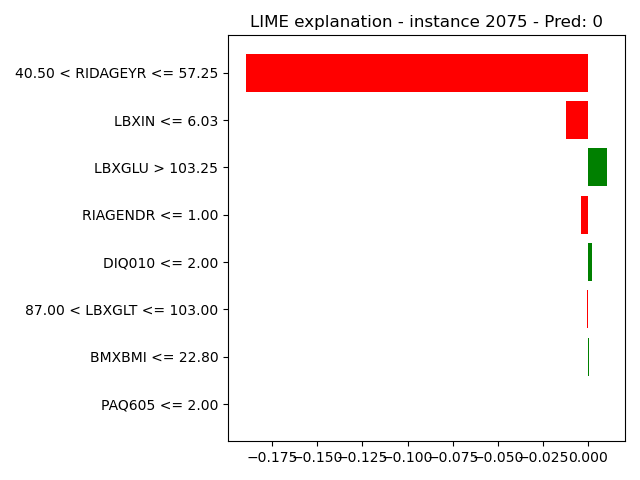 LIME explanation - instance 2075 - Pred: 0
40.50 < RIDAGEYR <= 57.25
LBXIN <= 6.03
LBXGLU > 103.25
RIAGENDR <= 1.00
DIQ010 <= 2.00
87.00 < LBXGLT <= 103.00
BMXBMI <= 22.80
PAQ605 <= 2.00
−0.175 −0.150 −0.125 −0.100 −0.075 −0.050 −0.025 0.000